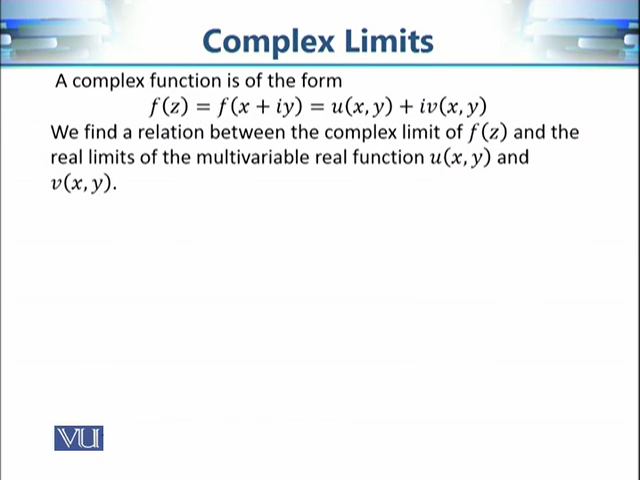 Complex Limits
A complex function is of the form
f(z) = f(x + iy) = u(x, y) + iv(x, y)
We find a relation between the complex limit of f(z) and the
real limits of the multivariable real function u(x, y) and
v(x, y).
VU